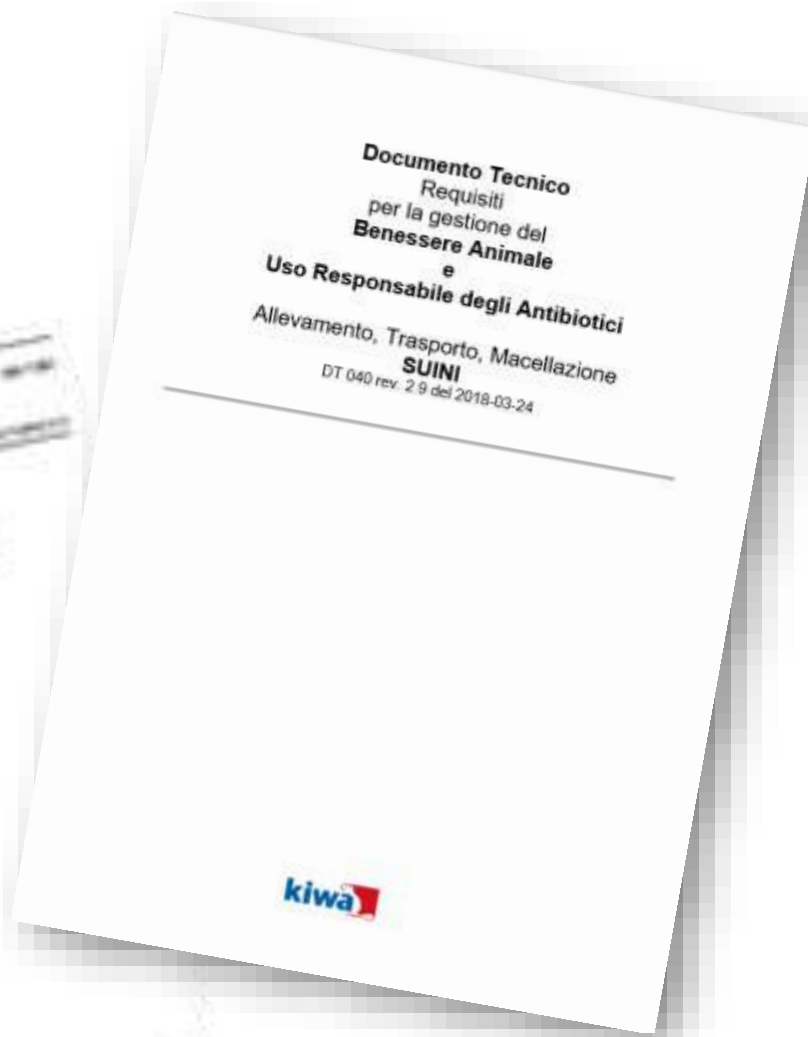 Documento Tecnico
Requisiti
per la gestione del
Benessere Animale
e
Uso Responsabile degli Antibiotici
Allevamento, Trasporto, Macellazione
SUINI
DT 040 rev. 2.9 del 2018-03-24
kiwa